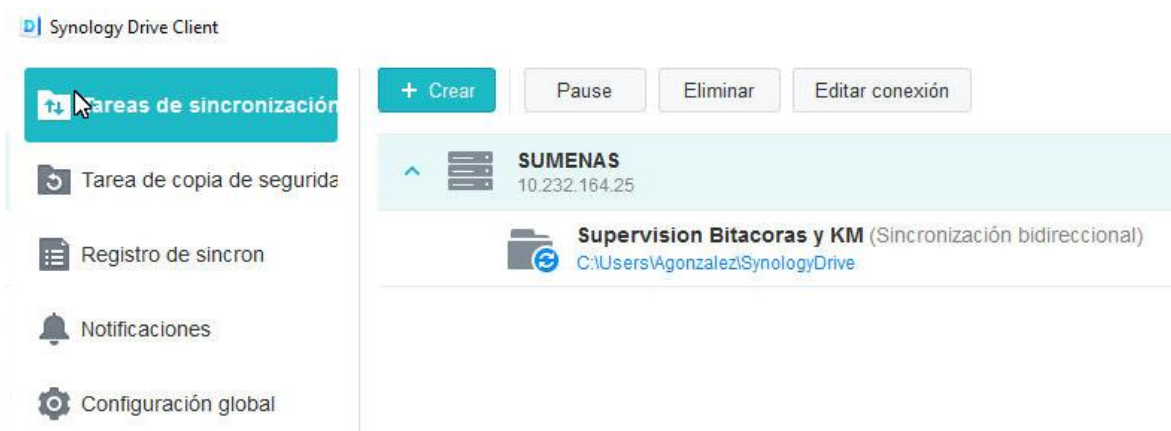 Synology Drive Client
Tareas de sincronización
Tarea de copia de segurida
Registro de sincron
Notificaciones
Configuración global
+ Crear
Pause
Eliminar
Editar conexión
SUMENAS
10.232.164.25
Supervision Bitacoras y KM (Sincronización bidireccional)
C:\Users\Agonzalez\SynologyDrive